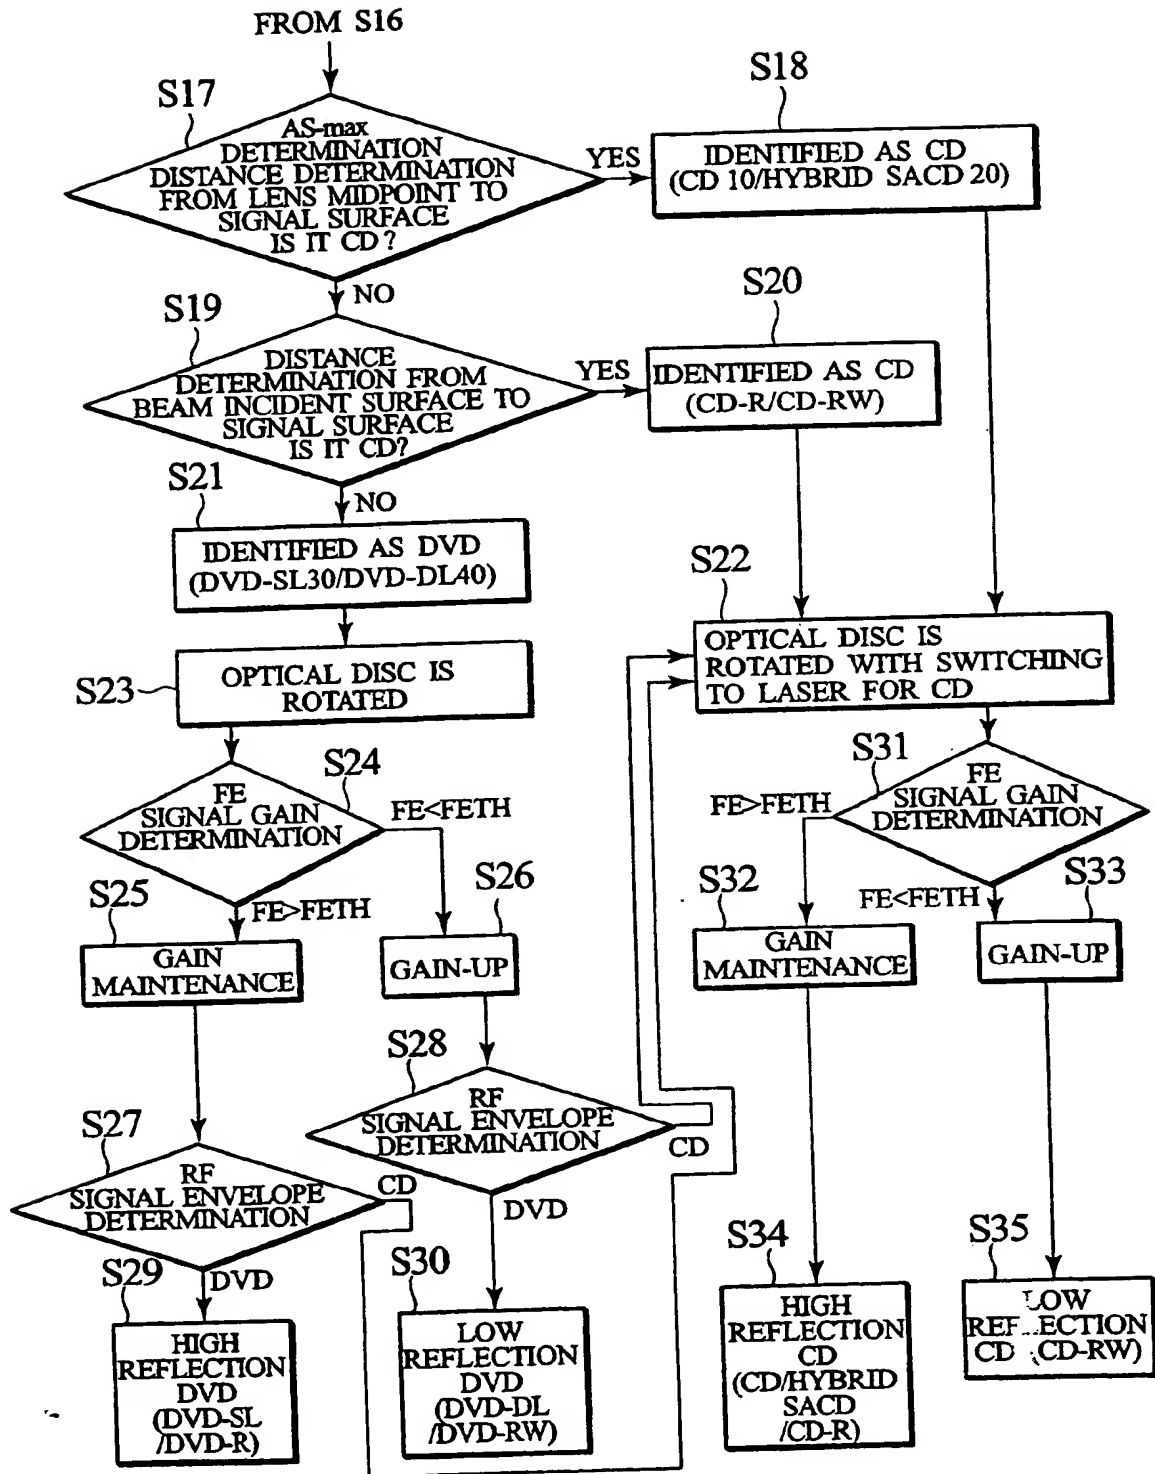 FROM S16
S17
AS-max
DETERMINATION
DISTANCE DETERMINATION
FROM LENS MIDPOINT TO
SIGNAL SURFACE
IS IT CD?
YES
S18
IDENTIFIED AS CD
(CD 10/HYBRID SACD 20)
NO
S19
DISTANCE
DETERMINATION FROM
BEAM INCIDENT SURFACE TO
SIGNAL SURFACE
IS IT CD?
YES
S20
IDENTIFIED AS CD
(CD-R/CD-RW)
NO
S21
IDENTIFIED AS DVD
(DVD-SL30/DVD-DL40)
S22
OPTICAL DISC IS
ROTATED WITH SWITCHING
TO LASER FOR CD
S23
OPTICAL DISC IS
ROTATED
S24
FE
SIGNAL GAIN
DETERMINATION
FE<FETH
FE>FETH
S25
GAIN
MAINTENANCE
S26
GAIN-UP
S31
FE
SIGNAL GAIN
DETERMINATION
FE>FETH
FE<FETH
S32
GAIN
MAINTENANCE
S33
GAIN-UP
S28
RF
SIGNAL ENVELOPE
DETERMINATION
CD
DVD
S27
RF
SIGNAL ENVELOPE
DETERMINATION
CD
DVD
S29
HIGH
REFLECTION
DVD
(DVD-SL
/DVD-R)
S30
LOW
REFLECTION
DVD
(DVD-DL
/DVD-RW)
S34
HIGH
REFLECTION
CD
(CD/HYBRID
SACD
/CD-R)
S35
LOW
REFLECTION
CD (CD-RW)